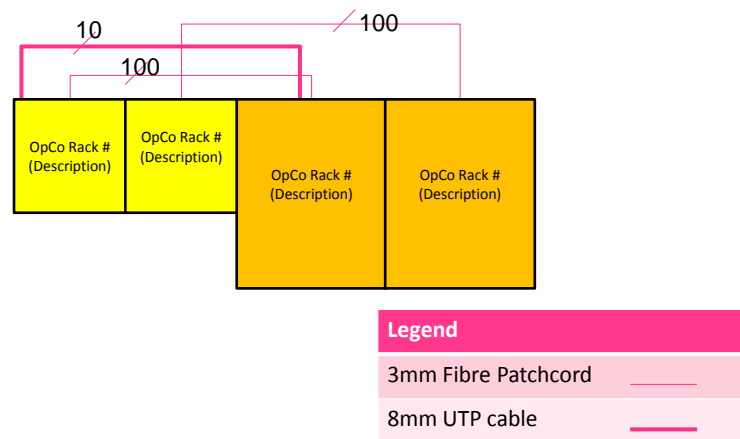 100
10
100
OpCo Rack #
(Description)
OpCo Rack #
(Description)
OpCo Rack #
(Description)
OpCo Rack #
(Description)
Legend
3mm Fibre Patchcord
8mm UTP cable